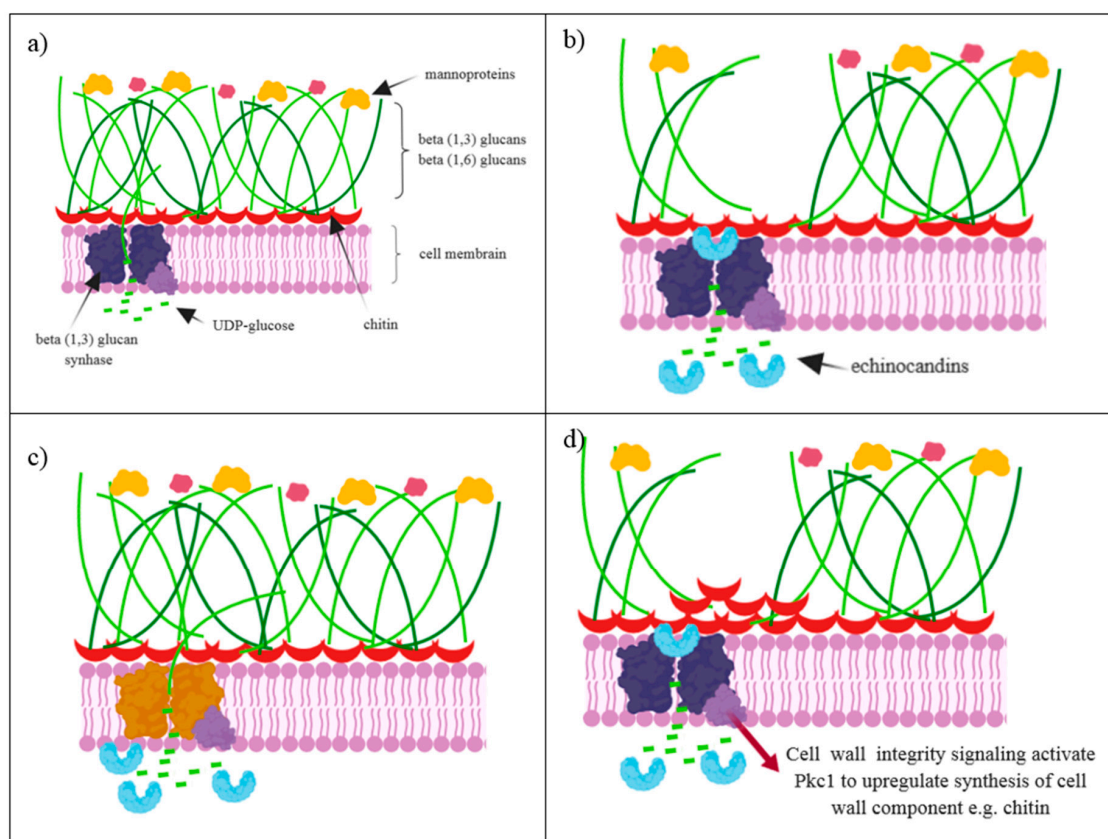 a)
mannoproteins
beta (1,3) glucans
beta (1,6) glucans
cell membrain
UDP-glucose
chitin
beta (1,3) glucan
synhase
b)
echinocandins
c)
d)
Cell wall integrity signaling activate
Pkc1 to upregulate synthesis of cell
wall component e.g. chitin